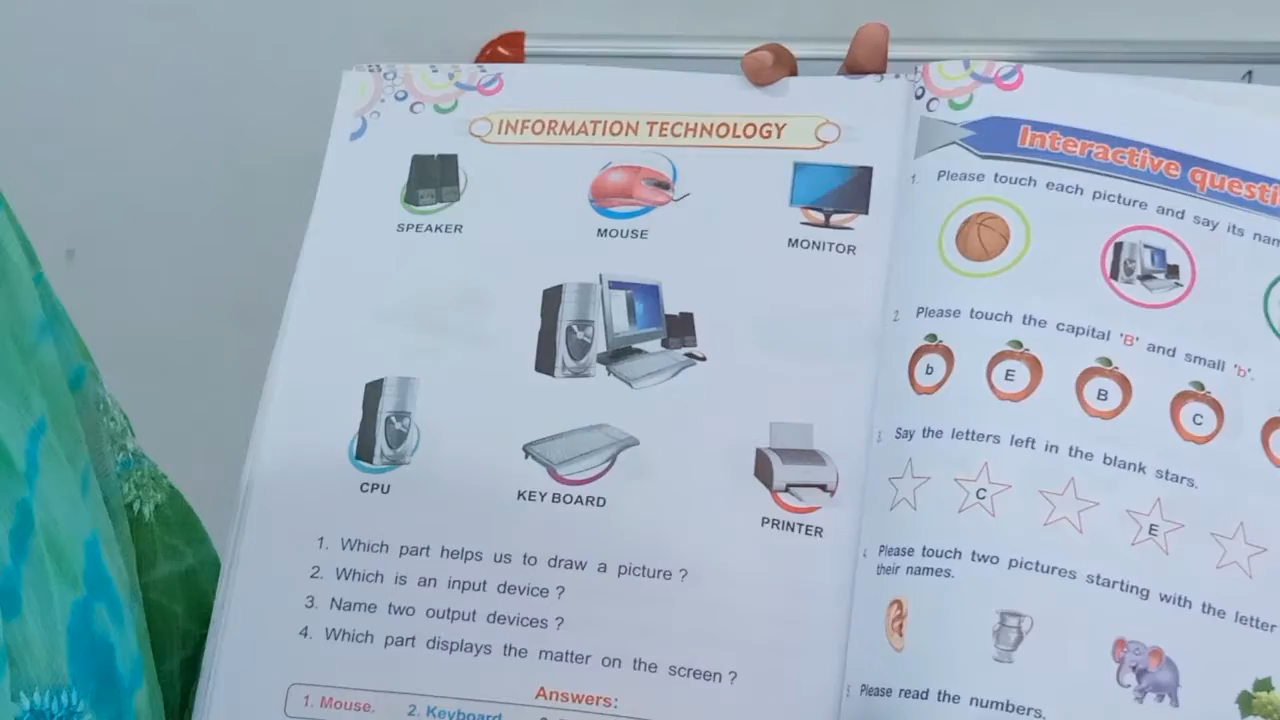 INFORMATION TECHNOLOGY
SPEAKER
MOUSE
MONITOR
CPU
KEY BOARD
PRINTER
1. Which part helps us to draw a picture ?
2. Which is an input device ?
3. Name two output devices ?
4. Which part displays the matter on the screen ?
Answers:
1. Mouse. 2. Keyboard
Interactive questi
1. Please touch each picture and say its nam
2. Please touch the capital 'B' and small 'b'.
b E B C
3. Say the letters left in the blank stars.
C E
4. Please touch two pictures starting with the letter
their names.
5. Please read the numbers.